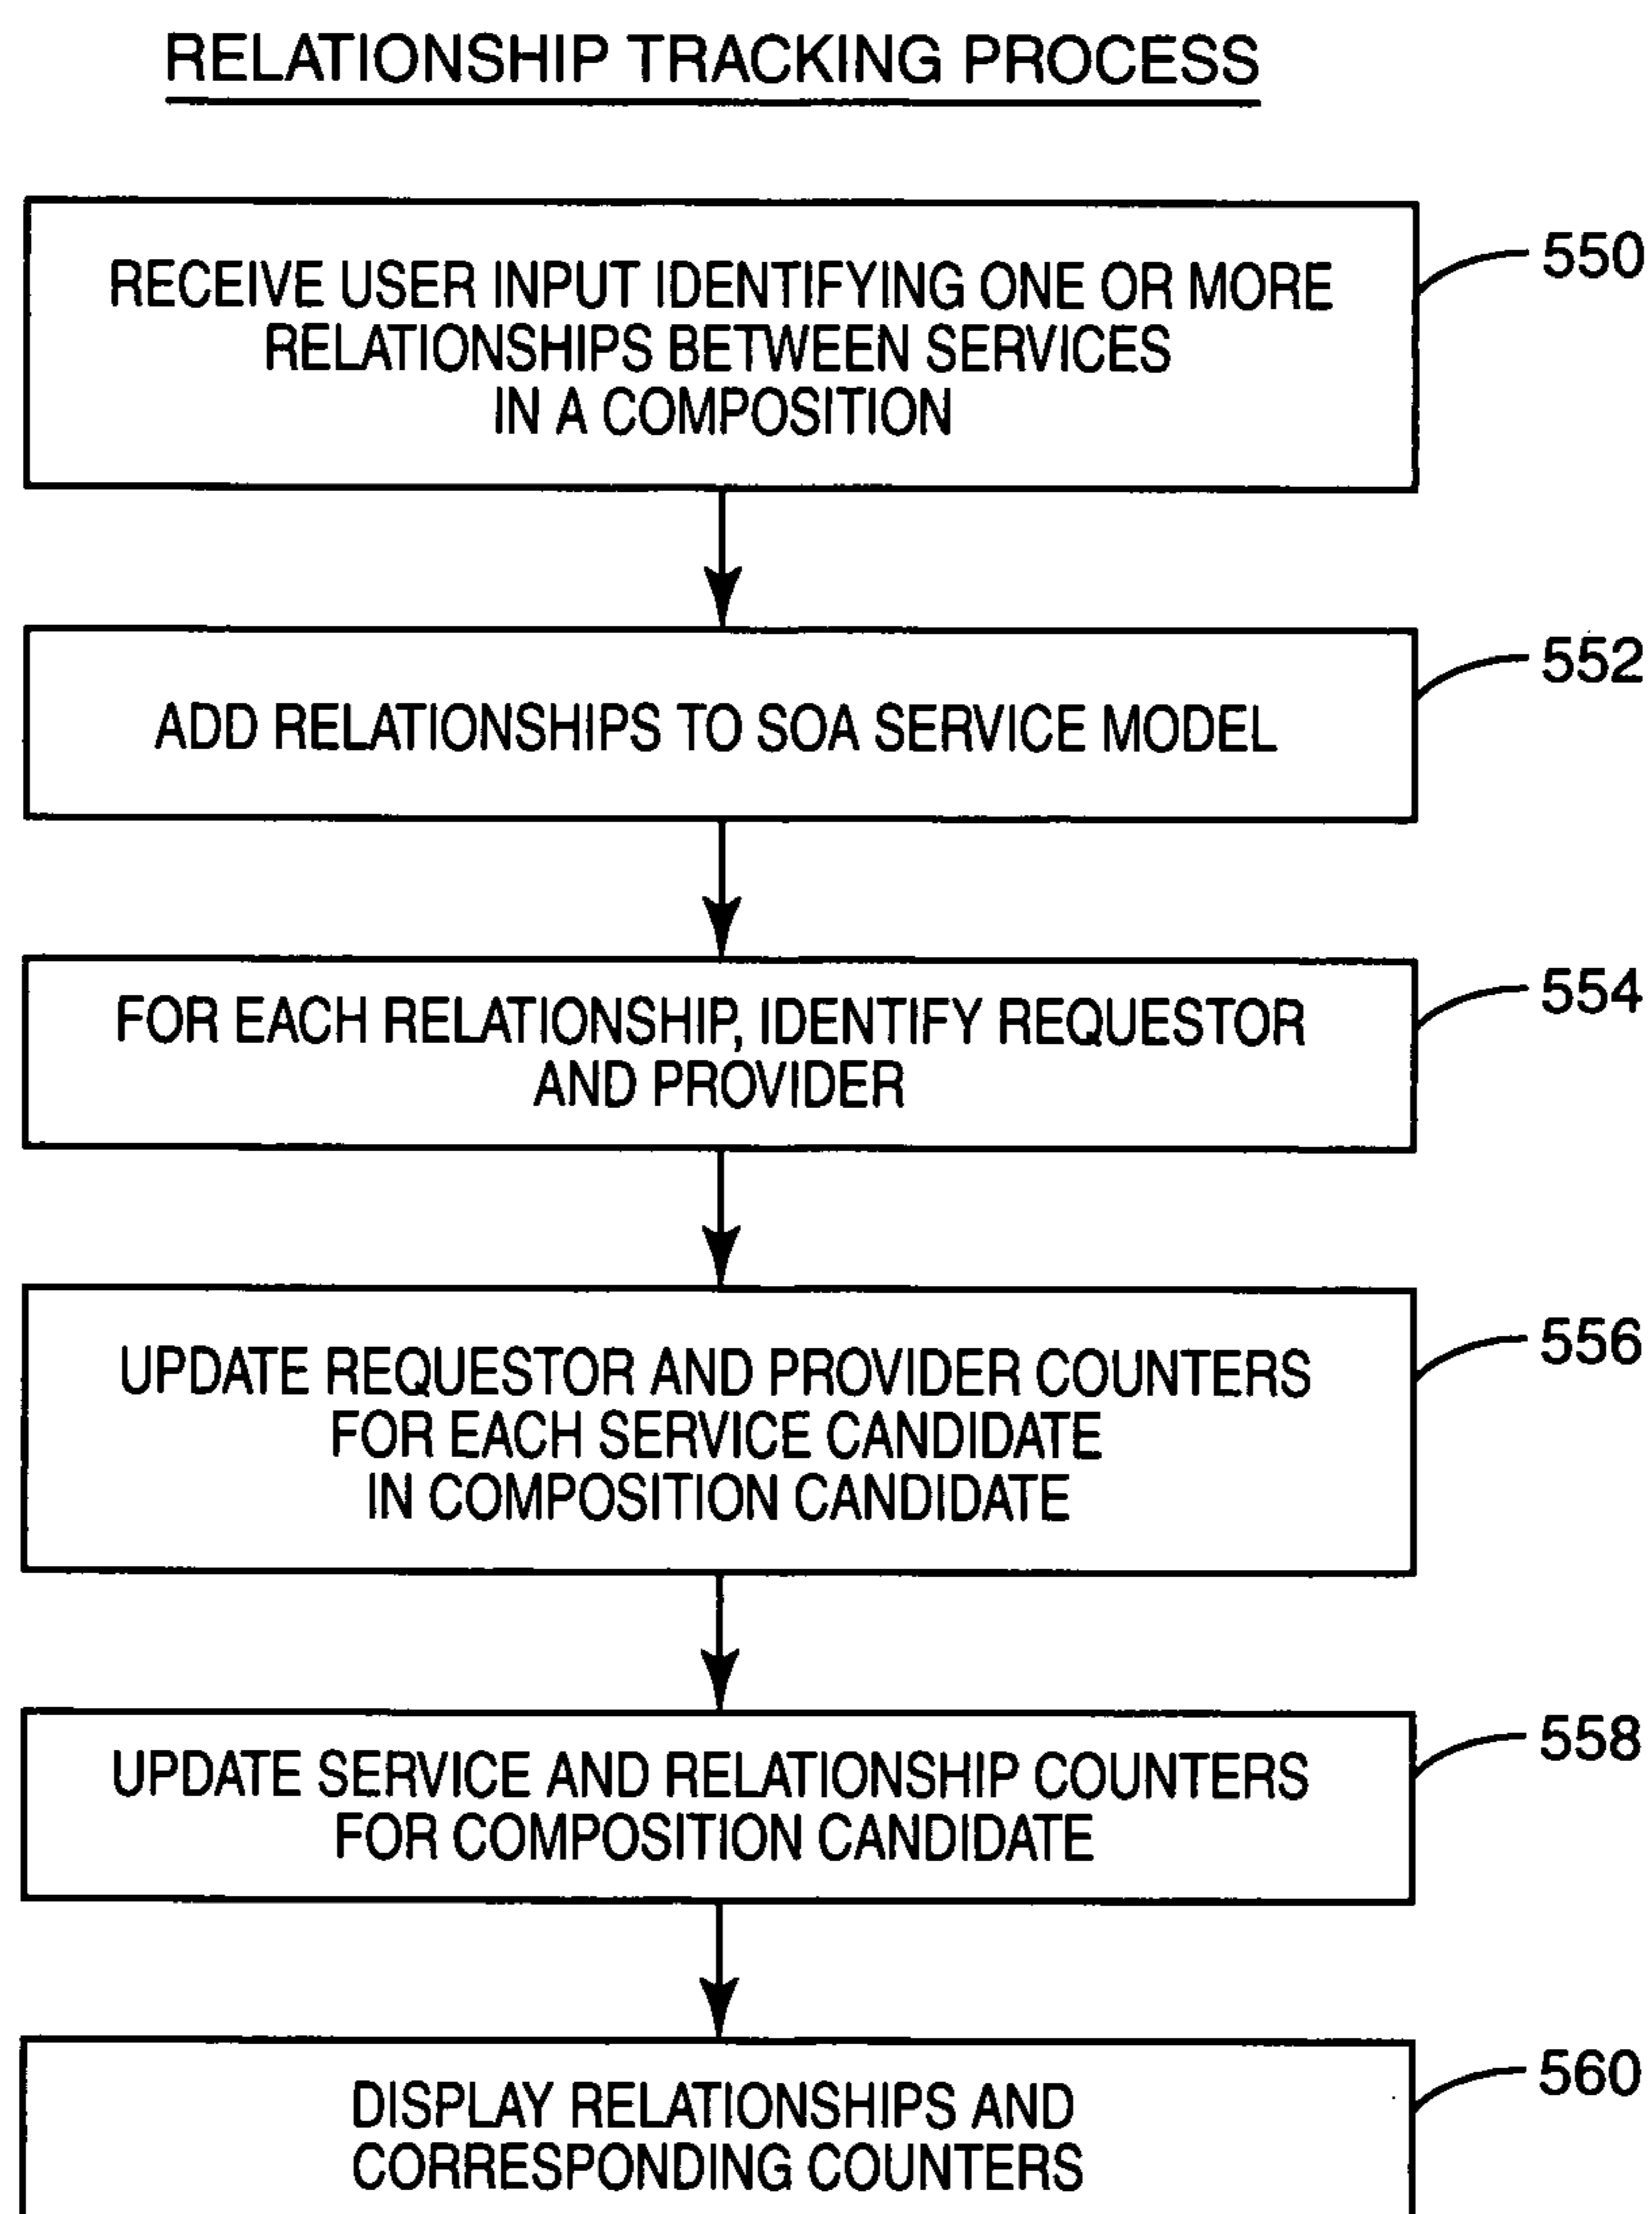 RELATIONSHIP TRACKING PROCESS
RECEIVE USER INPUT IDENTIFYING ONE OR MORE
RELATIONSHIPS BETWEEN SERVICES
IN A COMPOSITION
550
ADD RELATIONSHIPS TO SOA SERVICE MODEL
552
FOR EACH RELATIONSHIP, IDENTIFY REQUESTOR
AND PROVIDER
554
UPDATE REQUESTOR AND PROVIDER COUNTERS
FOR EACH SERVICE CANDIDATE
IN COMPOSITION CANDIDATE
556
UPDATE SERVICE AND RELATIONSHIP COUNTERS
FOR COMPOSITION CANDIDATE
558
DISPLAY RELATIONSHIPS AND
CORRESPONDING COUNTERS
560